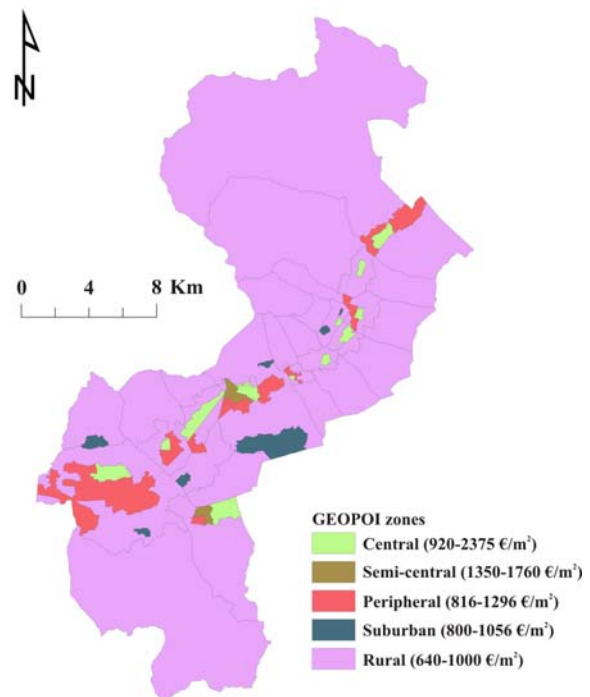 N
0 4 8 Km
GEOPOI zones
Central (920-2375 €/m²)
Semi-central (1350-1760 €/m²)
Peripheral (816-1296 €/m²)
Suburban (800-1056 €/m²)
Rural (640-1000 €/m²)